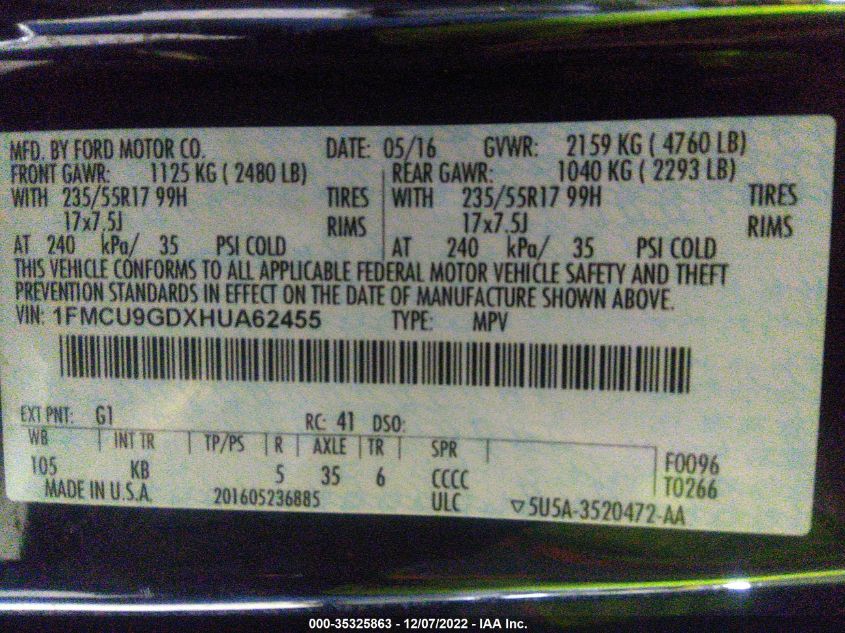 MFD. BY FORD MOTOR CO. DATE: 05/16 GVWR: 2159 KG ( 4760 LB)
FRONT GAWR: 1125 KG ( 2480 LB) REAR GAWR: 1040 KG ( 2293 LB)
WITH 235/55R17 99H TIRES WITH 235/55R17 99H TIRES
17x7.5J RIMS 17x7.5J RIMS
AT 240 kPa/ 35 PSI COLD AT 240 kPa/ 35 PSI COLD
THIS VEHICLE CONFORMS TO ALL APPLICABLE FEDERAL MOTOR VEHICLE SAFETY AND THEFT
PREVENTION STANDARDS IN EFFECT ON THE DATE OF MANUFACTURE SHOWN ABOVE.
VIN: 1FMCU9GDXHUA62455 TYPE: MPV
EXT PNT: G1 RC: 41 DSO:
WB INT TR TP/PS R AXLE TR SPR F0096
105 KB 5 35 6 CCCC T0266
MADE IN U.S.A. 201605236885 ULC ▽5U5A-3520472-AA
000-35325863 - 12/07/2022 - IAA Inc.